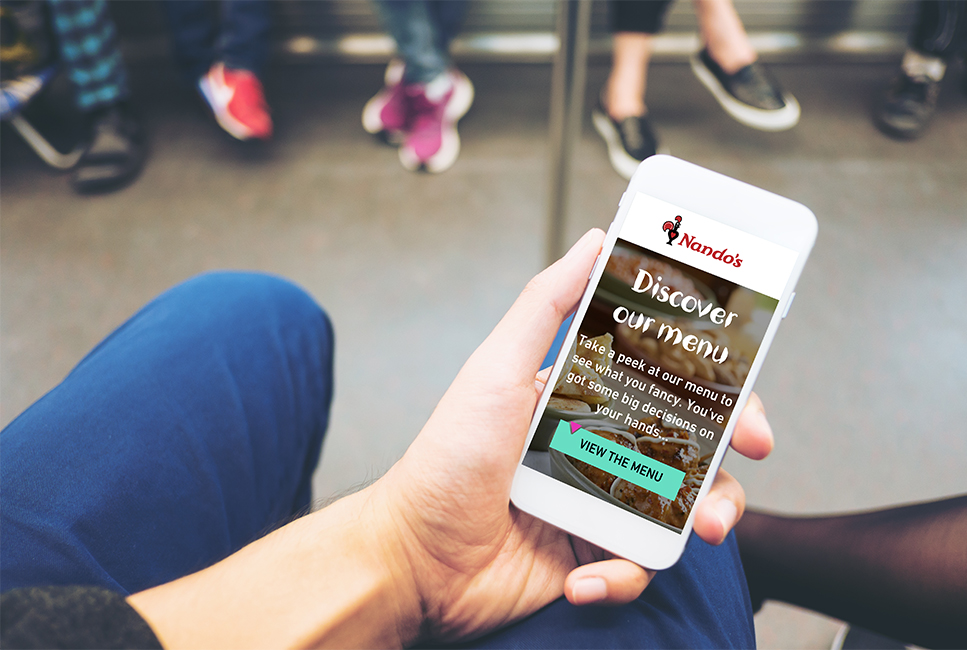 Nando's
Discover
our menu
Take a peek at our menu to
see what you fancy. You've
got some big decisions on
your hands...
VIEW THE MENU